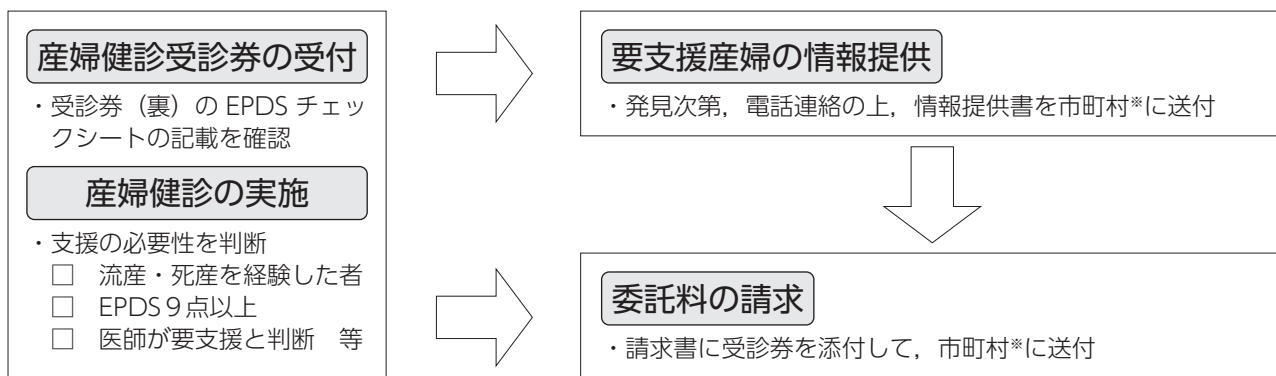 産婦健診受診券の受付
・受診券（裏）の EPDS チェッ
クシートの記載を確認
産婦健診の実施
・支援の必要性を判断
□　流産・死産を経験した者
□　EPDS９点以上
□　医師が要支援と判断　等
要支援産婦の情報提供
・発見次第，電話連絡の上，情報提供書を市町村※に送付
委託料の請求
・請求書に受診券を添付して，市町村※に送付